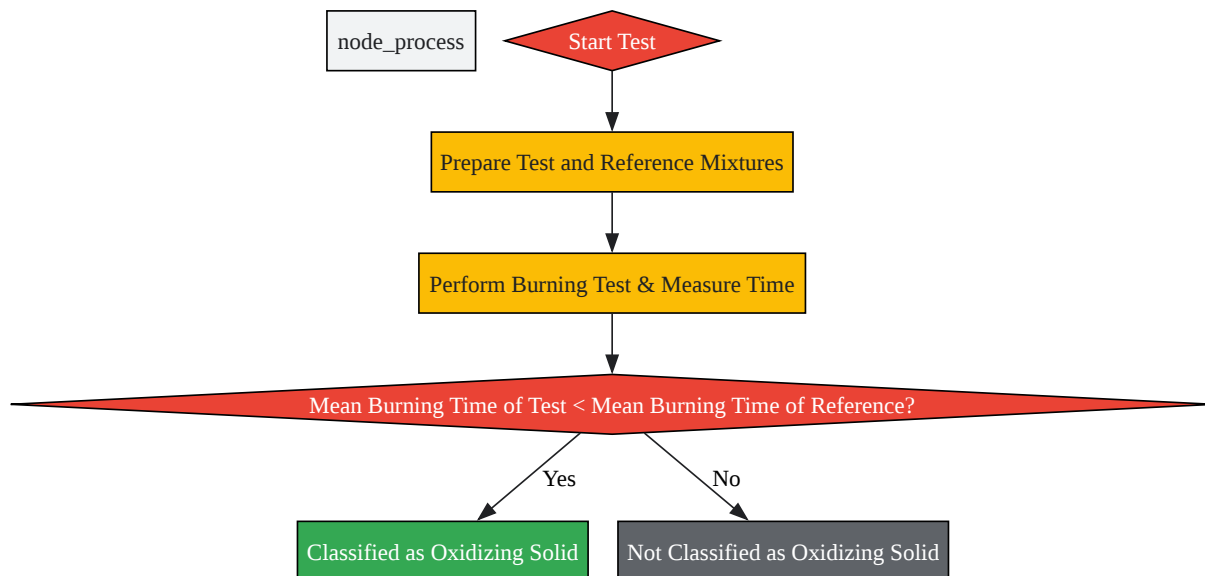 node_process
Start Test
Prepare Test and Reference Mixtures
Perform Burning Test & Measure Time
Mean Burning Time of Test < Mean Burning Time of Reference?
Yes
No
Classified as Oxidizing Solid
Not Classified as Oxidizing Solid